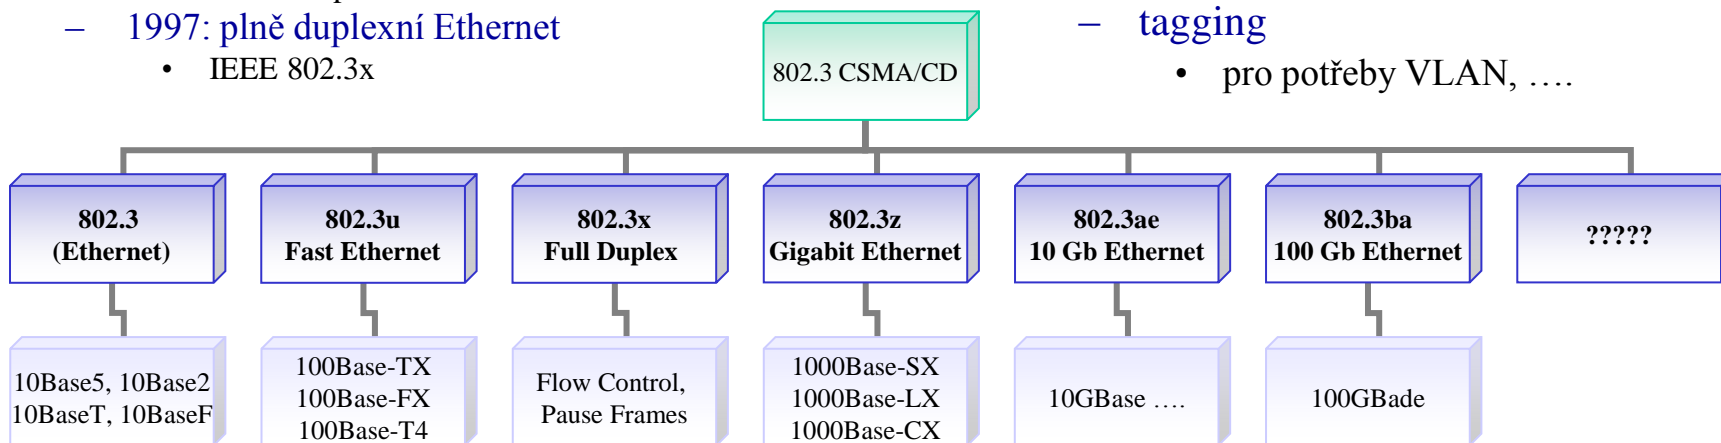 – 1997: plně duplexní Ethernet
• IEEE 802.3x
– tagging
• pro potřeby VLAN, ….
802.3 CSMA/CD
802.3
(Ethernet)
802.3u
Fast Ethernet
802.3x
Full Duplex
802.3z
Gigabit Ethernet
802.3ae
10 Gb Ethernet
802.3ba
100 Gb Ethernet
?????
10Base5, 10Base2
10BaseT, 10BaseF
100Base-TX
100Base-FX
100Base-T4
Flow Control,
Pause Frames
1000Base-SX
1000Base-LX
1000Base-CX
10GBase ….
100GBade